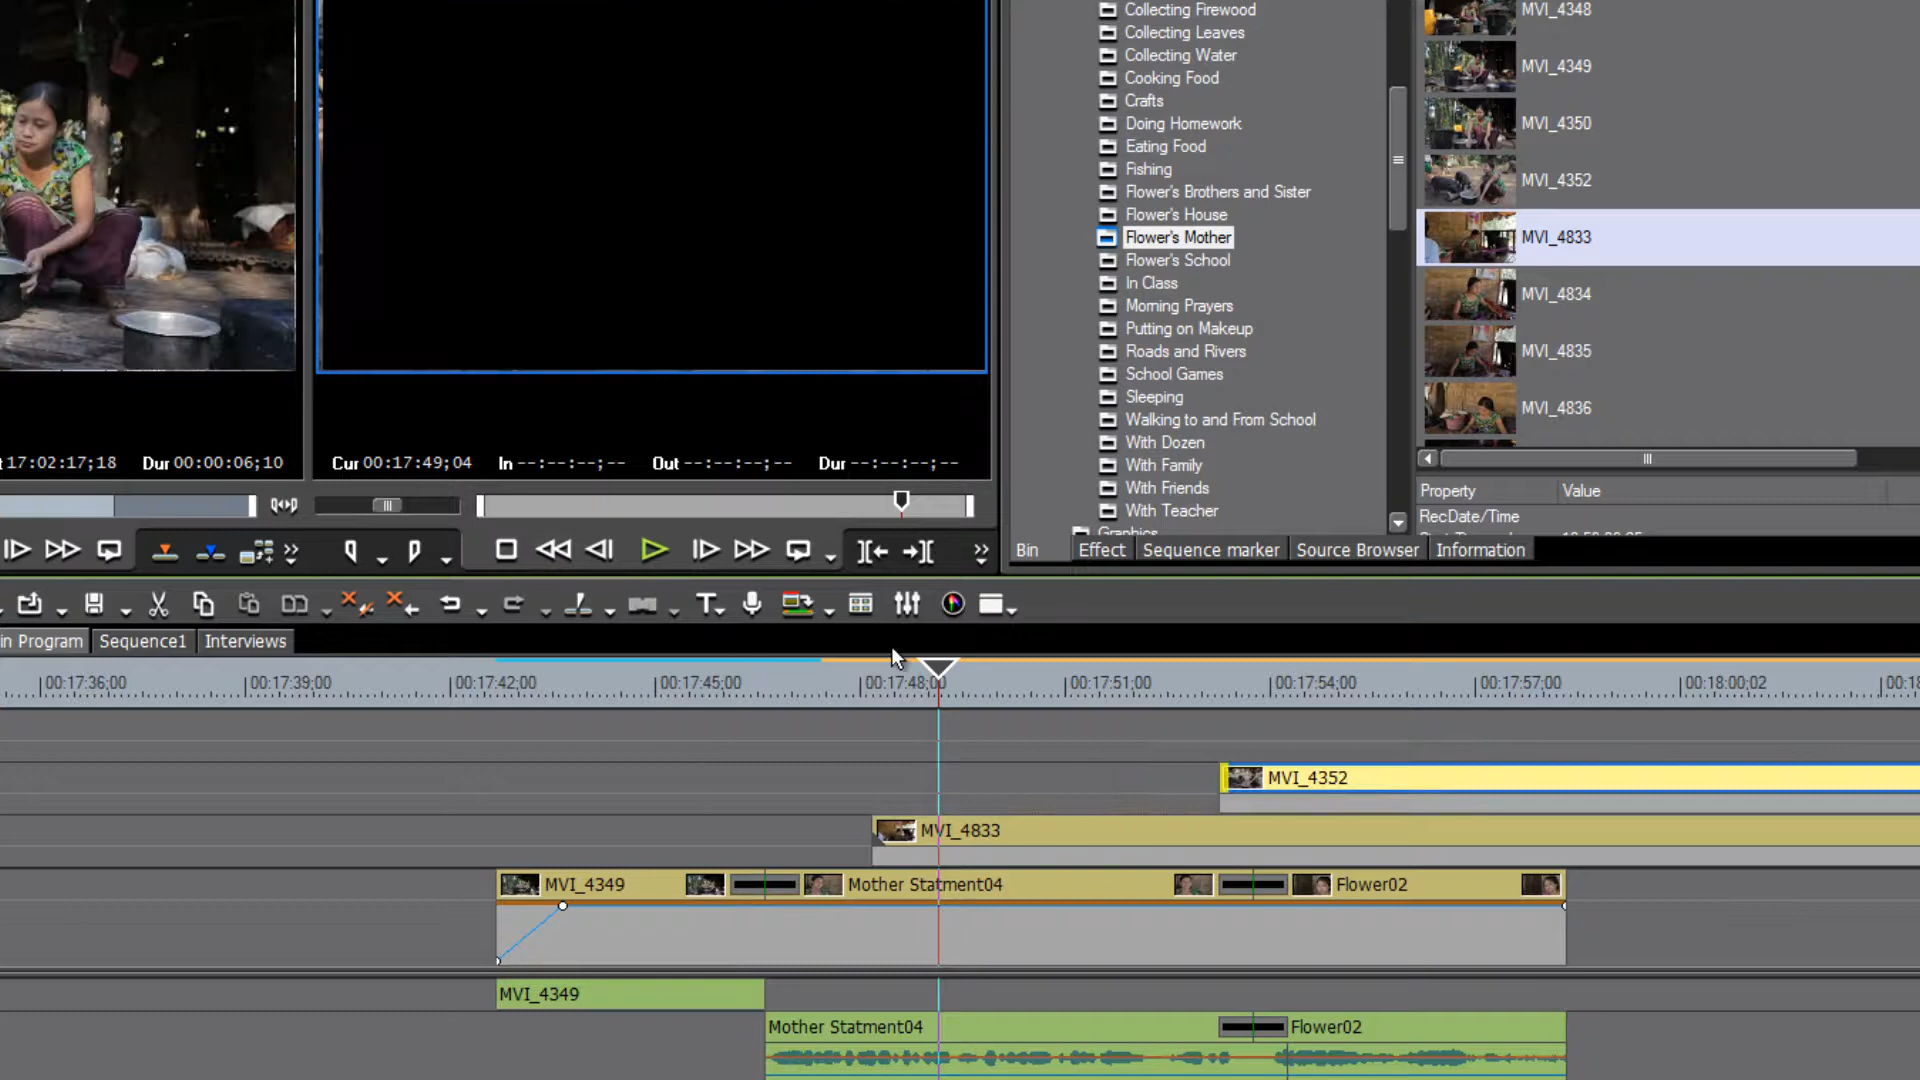 Collecting Firewood
Collecting Leaves
Collecting Water
Cooking Food
Crafts
Doing Homework
Eating Food
Fishing
Flower's Brothers and Sister
Flower's House
Flower's Mother
Flower's School
In Class
Morning Prayers
Putting on Makeup
Roads and Rivers
School Games
Sleeping
Walking to and From School
With Dozen
With Family
With Friends
With Teacher
Graphics
MVI_4348
MVI_4349
MVI_4350
MVI_4352
MVI_4833
MVI_4834
MVI_4835
MVI_4836
Property Value
RecDate/Time
17:02:17;18 Dur 00:00:06;10
Cur 00:17:49;04 In --:--:--;-- Out --:--:--;-- Dur --:--:--;--
Bin Effect Sequence marker Source Browser Information
in Program Sequence1 Interviews
00:17:36;00 00:17:39;00 00:17:42;00 00:17:45;00 00:17:48;00 00:17:51;00 00:17:54;00 00:17:57;00 00:18:00;02
MVI_4352
MVI_4833
MVI_4349 Mother Statment04 Flower02
MVI_4349
Mother Statment04 Flower02